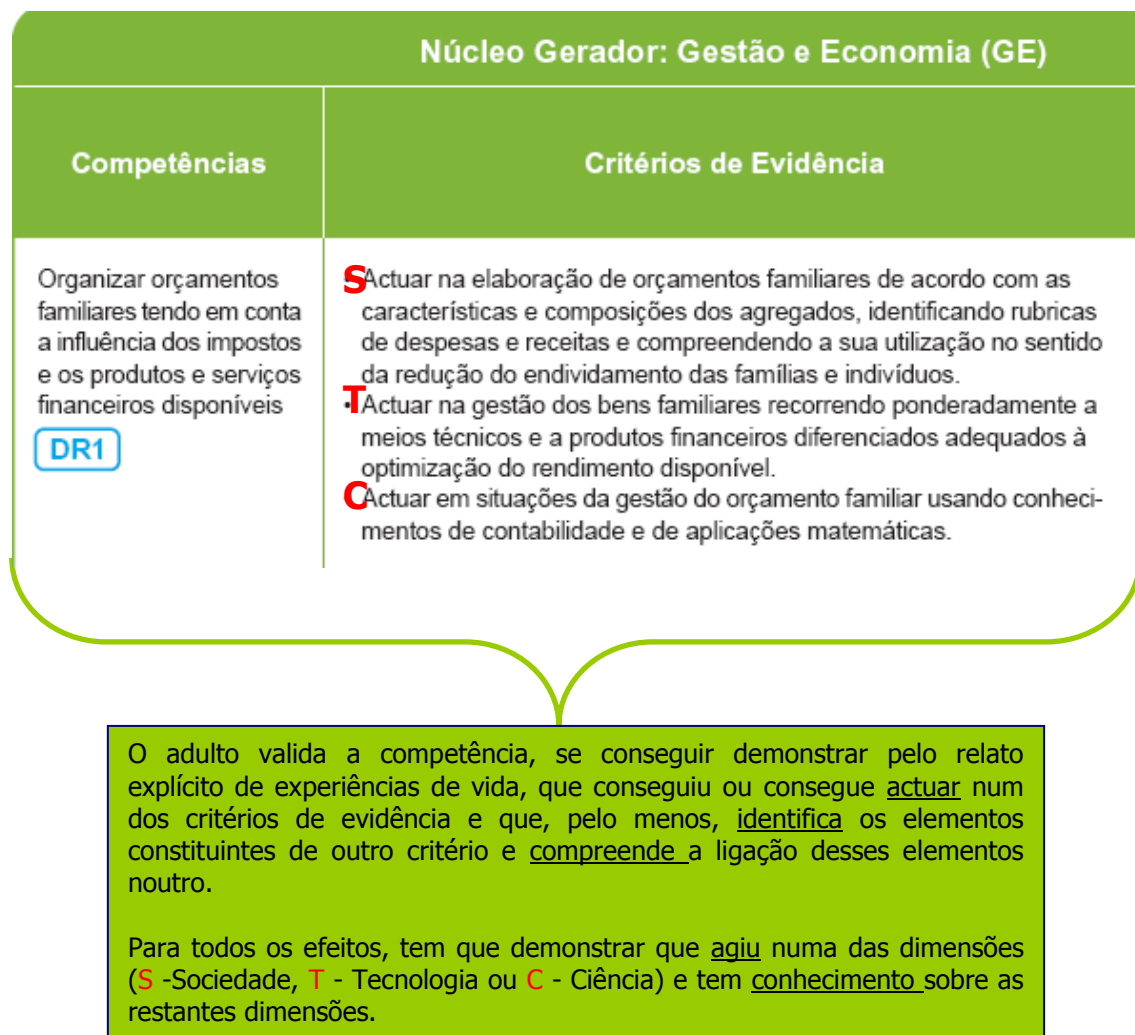 Núcleo Gerador: Gestão e Economia (GE)
Competências
Critérios de Evidência
Organizar orçamentos
familiares tendo em conta
a influência dos impostos
e os produtos e serviços
financeiros disponíveis
DR1
S Actuar na elaboração de orçamentos familiares de acordo com as
características e composições dos agregados, identificando rubricas
de despesas e receitas e compreendendo a sua utilização no sentido
da redução do endividamento das famílias e indivíduos.
T Actuar na gestão dos bens familiares recorrendo ponderadamente a
meios técnicos e a produtos financeiros diferenciados adequados à
optimização do rendimento disponível.
C Actuar em situações da gestão do orçamento familiar usando conheci-
mentos de contabilidade e de aplicações matemáticas.
O adulto valida a competência, se conseguir demonstrar pelo relato
explícito de experiências de vida, que conseguiu ou consegue actuar num
dos critérios de evidência e que, pelo menos, identifica os elementos
constituintes de outro critério e compreende a ligação desses elementos
noutro.
Para todos os efeitos, tem que demonstrar que agiu numa das dimensões
(S -Sociedade, T - Tecnologia ou C - Ciência) e tem conhecimento sobre as
restantes dimensões.